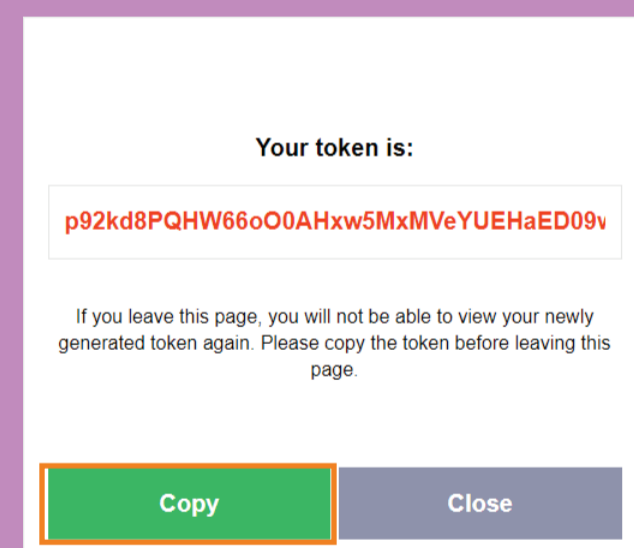 Your token is:
p92kd8PQHW66oO0AHxw5MxMVeYUEHaED09v
If you leave this page, you will not be able to view your newly
generated token again. Please copy the token before leaving this
page.
Copy Close